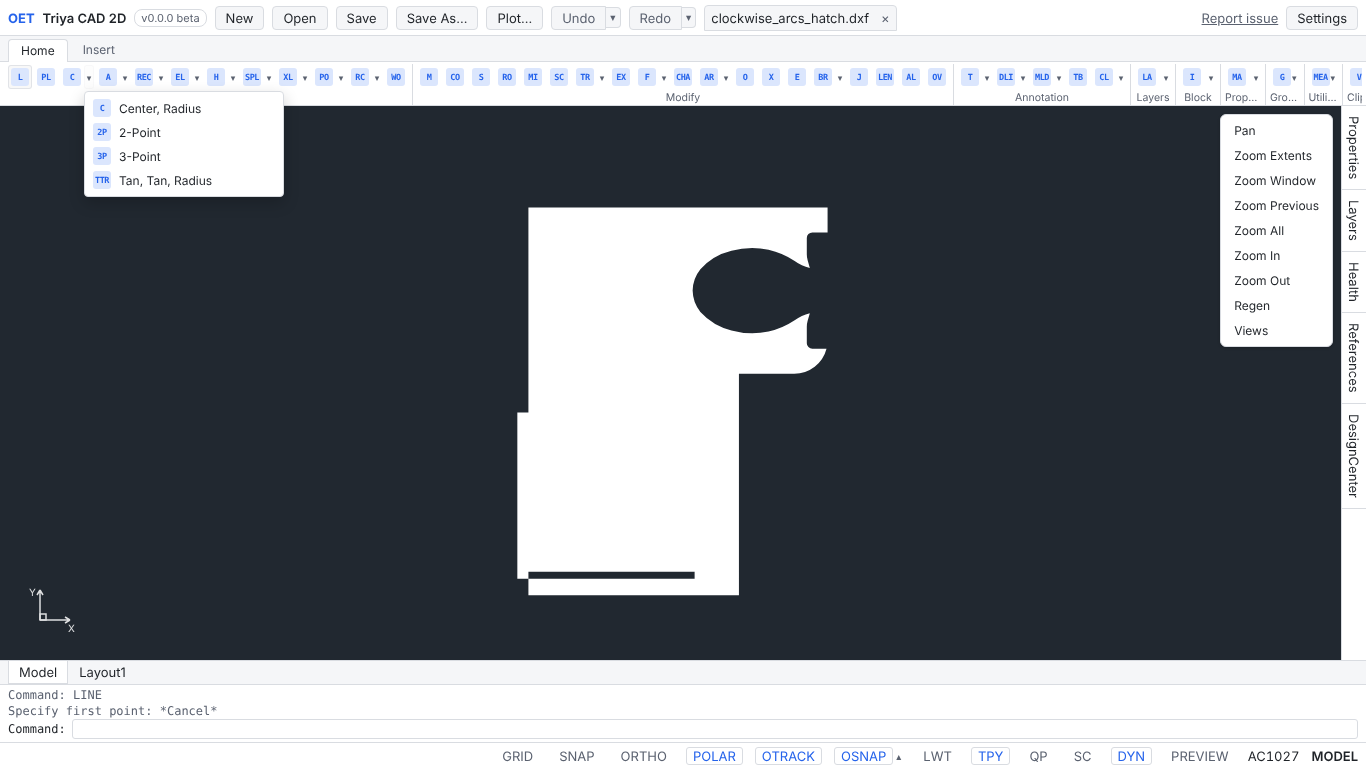 OET Triya CAD 2D v0.0.0 beta New Open Save Save As... Plot... Undo ▾ Redo ▾ clockwise_arcs_hatch.dxf × Report issue Settings
Home Insert
L PL C ▾ A ▾ REC ▾ EL ▾ H ▾ SPL ▾ XL ▾ PO ▾ RC ▾ WO M CO S RO MI SC TR ▾ EX F ▾ CHA AR ▾ O X E BR ▾ J LEN AL OV T ▾ DLI ▾ MLD ▾ TB CL ▾ LA ▾ I ▾ MA ▾ G ▾ MEA ▾ V
Modify Annotation Layers Block Prop... Gro... Utili... Clip
C Center, Radius
2P 2-Point
3P 3-Point
TTR Tan, Tan, Radius
Pan
Zoom Extents
Zoom Window
Zoom Previous
Zoom All
Zoom In
Zoom Out
Regen
Views
Properties
Layers
Health
References
DesignCenter
Y
X
Model Layout1
Command: LINE
Specify first point: *Cancel*
Command:
GRID SNAP ORTHO POLAR OTRACK OSNAP ▴ LWT TPY QP SC DYN PREVIEW AC1027 MODEL